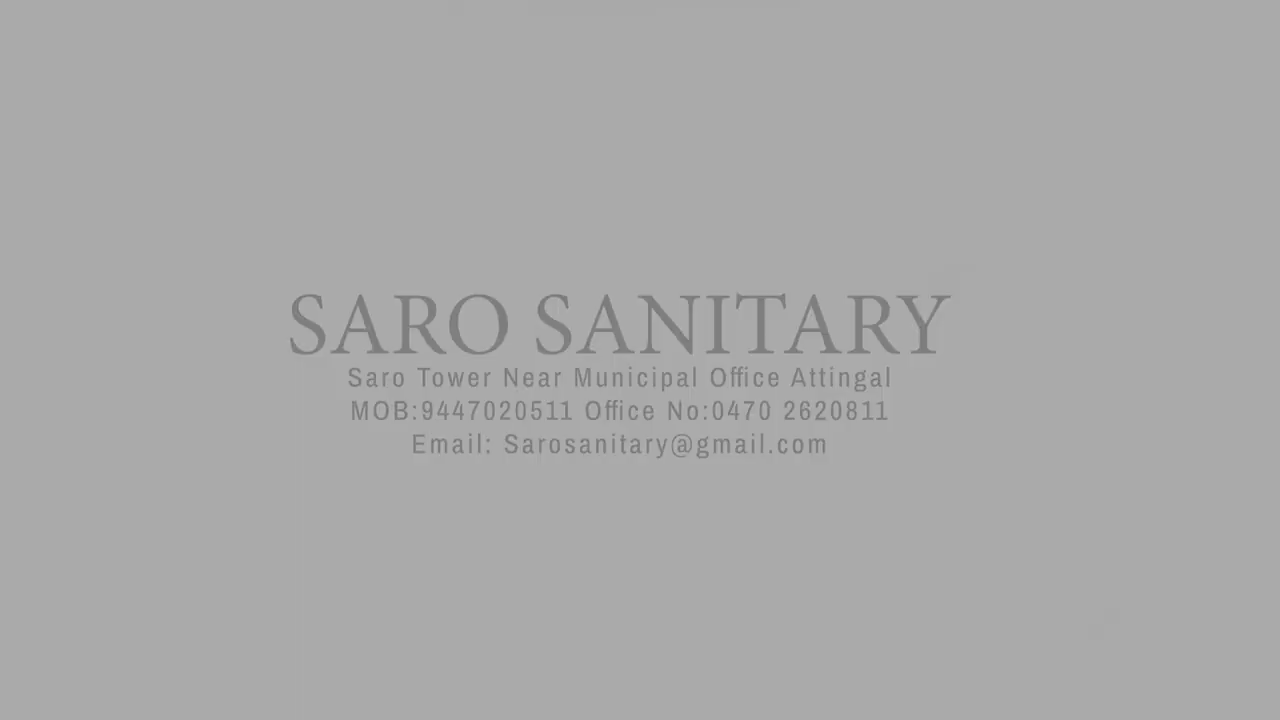 SARO SANITARY
Saro Tower Near Municipal Office Attingal
MOB:9447020511 Office No:0470 2620811
Email: Sarosanitary@gmail.com